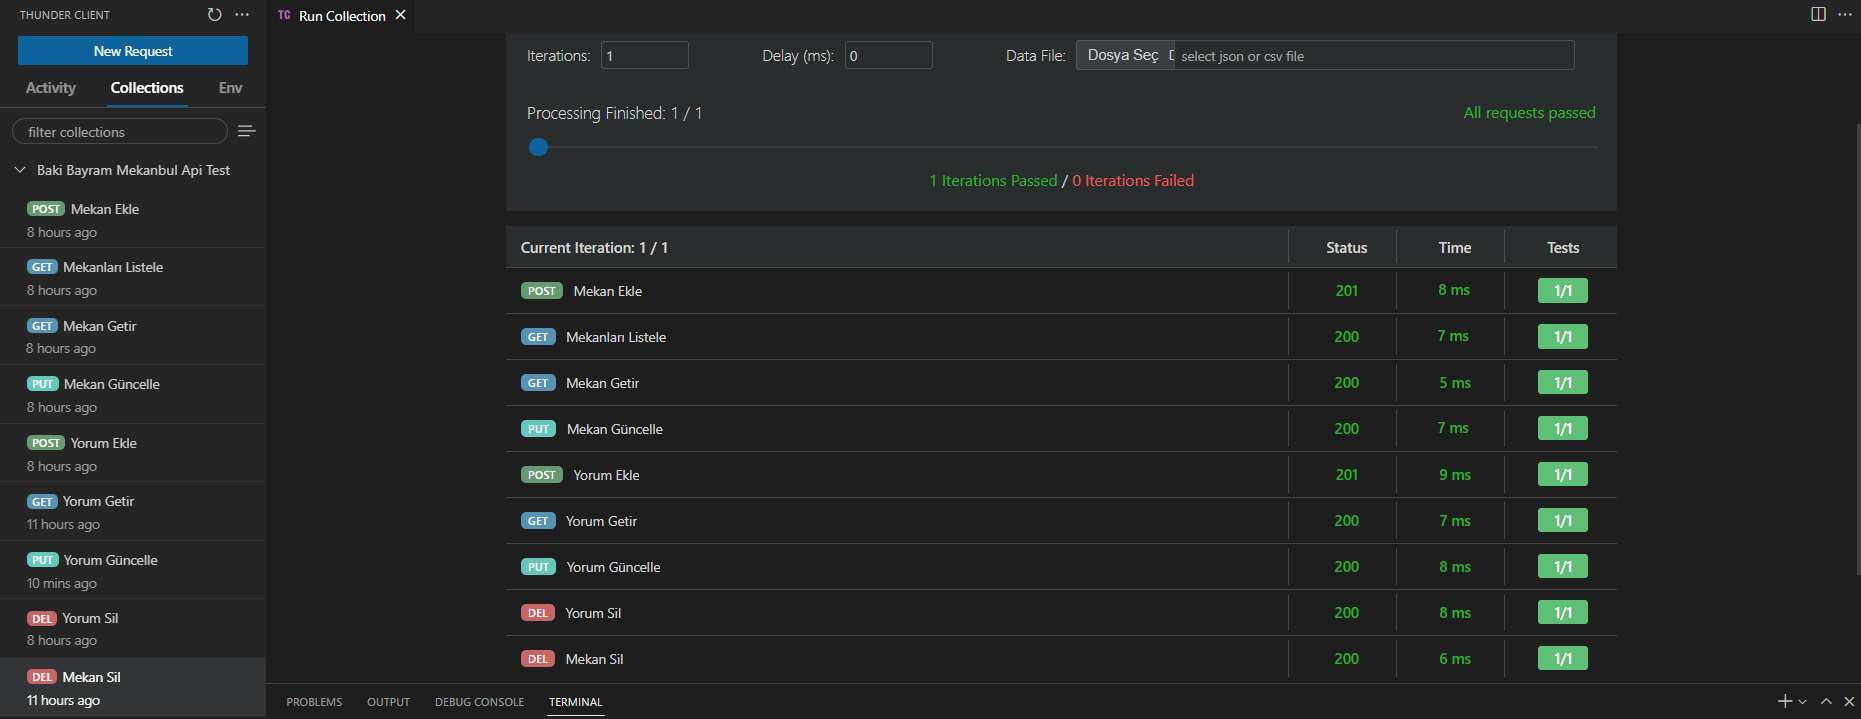 THUNDER CLIENT
New Request
Activity Collections Env
filter collections
Baki Bayram Mekanbul Api Test
POST Mekan Ekle
8 hours ago
GET Mekanları Listele
8 hours ago
GET Mekan Getir
8 hours ago
PUT Mekan Güncelle
8 hours ago
POST Yorum Ekle
8 hours ago
GET Yorum Getir
11 hours ago
PUT Yorum Güncelle
10 mins ago
DEL Yorum Sil
8 hours ago
DEL Mekan Sil
11 hours ago
TC Run Collection
Iterations: 1 Delay (ms): 0 Data File: Dosya Seç select json or csv file
Processing Finished: 1 / 1 All requests passed
1 Iterations Passed / 0 Iterations Failed
Current Iteration: 1 / 1 Status Time Tests
POST Mekan Ekle 201 8 ms 1/1
GET Mekanları Listele 200 7 ms 1/1
GET Mekan Getir 200 5 ms 1/1
PUT Mekan Güncelle 200 7 ms 1/1
POST Yorum Ekle 201 9 ms 1/1
GET Yorum Getir 200 7 ms 1/1
PUT Yorum Güncelle 200 8 ms 1/1
DEL Yorum Sil 200 8 ms 1/1
DEL Mekan Sil 200 6 ms 1/1
PROBLEMS OUTPUT DEBUG CONSOLE TERMINAL